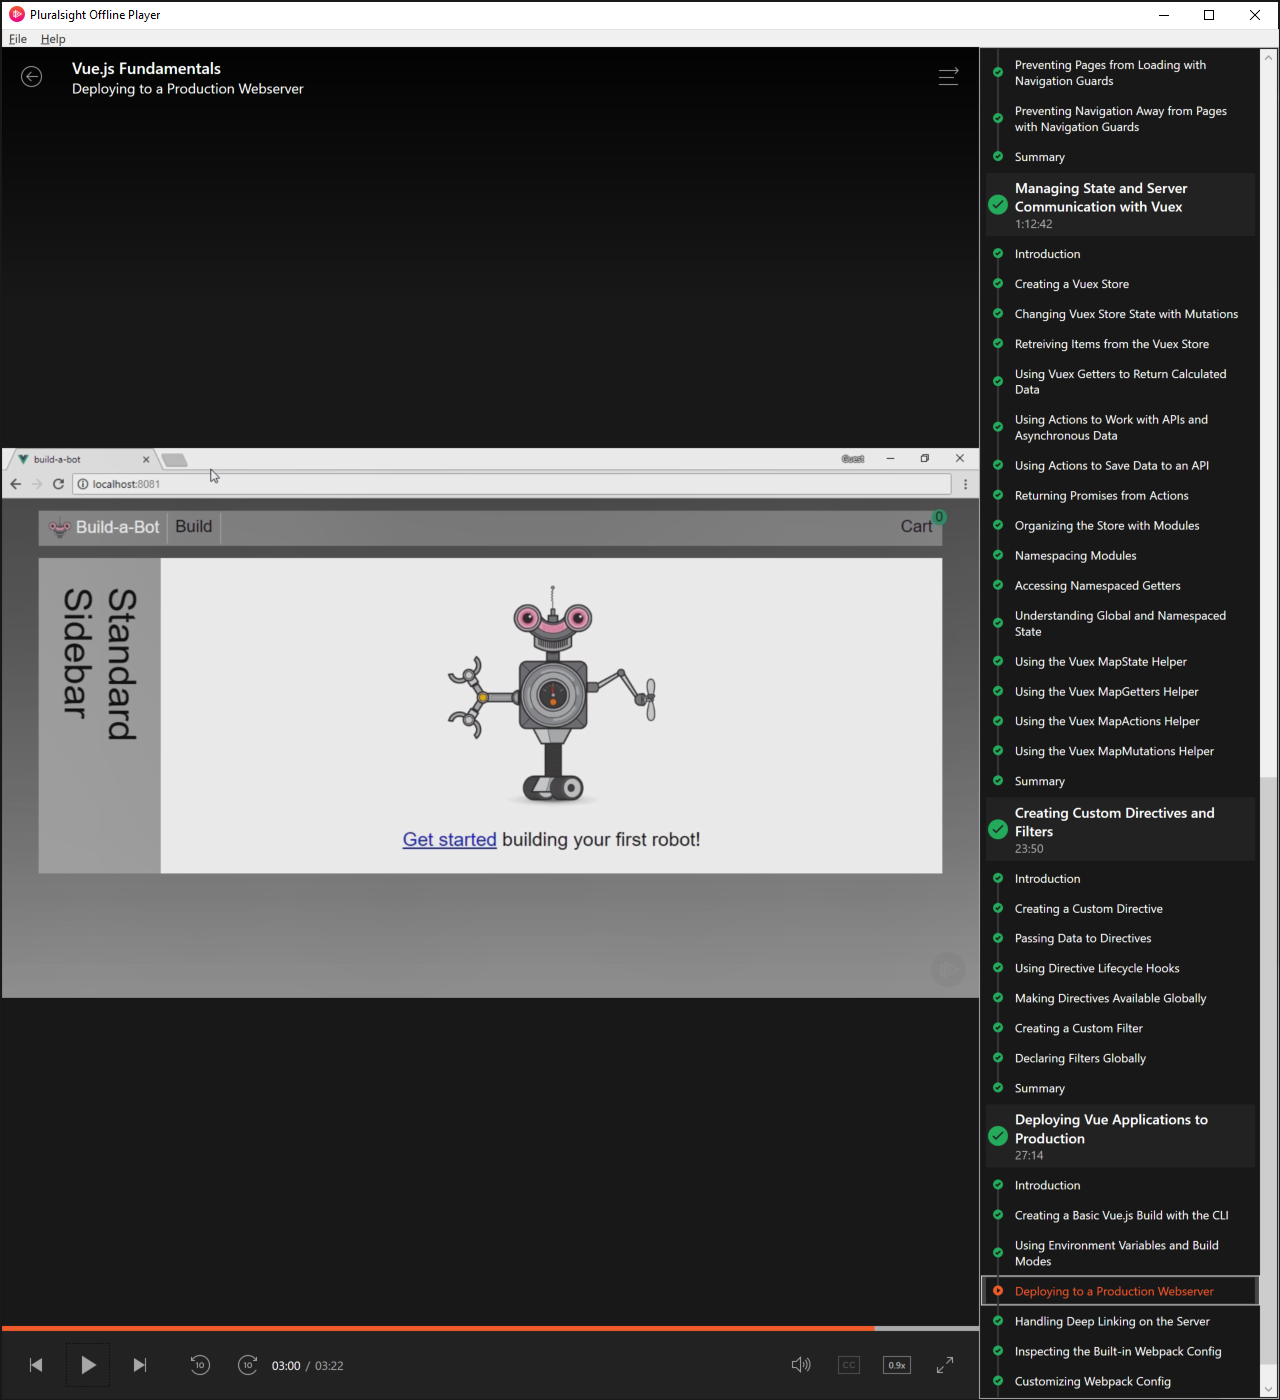 Pluralsight Offline Player
File Help
Vue.js Fundamentals
Deploying to a Production Webserver
build-a-bot
Guest
localhost:8081
Build-a-Bot
Build
Cart
0
Standard
Sidebar
Get started building your first robot!
10
10
03:00 / 03:22
CC
0.9x
Preventing Pages from Loading with
Navigation Guards
Preventing Navigation Away from Pages
with Navigation Guards
Summary
Managing State and Server
Communication with Vuex
1:12:42
Introduction
Creating a Vuex Store
Changing Vuex Store State with Mutations
Retreiving Items from the Vuex Store
Using Vuex Getters to Return Calculated
Data
Using Actions to Work with APIs and
Asynchronous Data
Using Actions to Save Data to an API
Returning Promises from Actions
Organizing the Store with Modules
Namespacing Modules
Accessing Namespaced Getters
Understanding Global and Namespaced
State
Using the Vuex MapState Helper
Using the Vuex MapGetters Helper
Using the Vuex MapActions Helper
Using the Vuex MapMutations Helper
Summary
Creating Custom Directives and
Filters
23:50
Introduction
Creating a Custom Directive
Passing Data to Directives
Using Directive Lifecycle Hooks
Making Directives Available Globally
Creating a Custom Filter
Declaring Filters Globally
Summary
Deploying Vue Applications to
Production
27:14
Introduction
Creating a Basic Vue.js Build with the CLI
Using Environment Variables and Build
Modes
Deploying to a Production Webserver
Handling Deep Linking on the Server
Inspecting the Built-in Webpack Config
Customizing Webpack Config